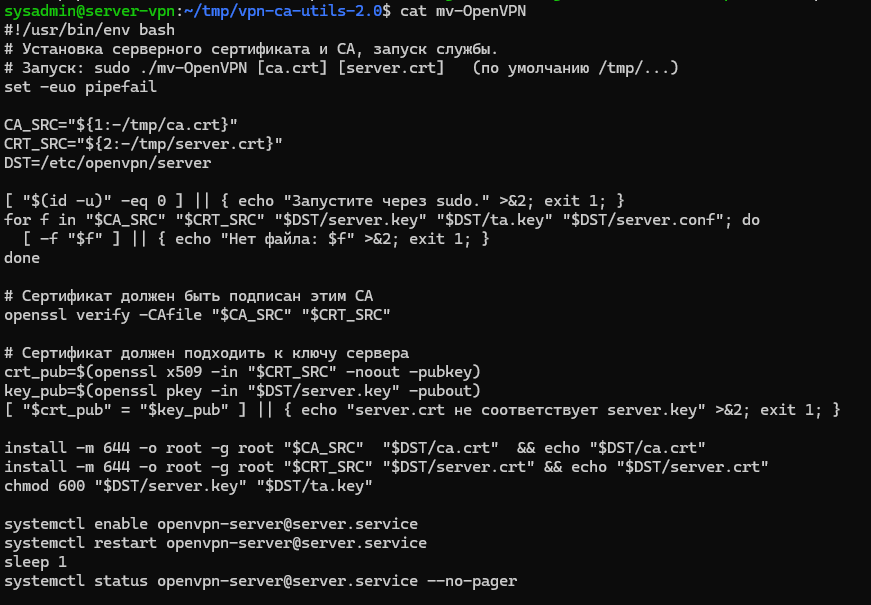 sysadmin@server-vpn:~/tmp/vpn-ca-utils-2.0$ cat mv-OpenVPN
#!/usr/bin/env bash
# Установка серверного сертификата и CA, запуск службы.
# Запуск: sudo ./mv-OpenVPN [ca.crt] [server.crt]   (по умолчанию /tmp/...)
set -euo pipefail

CA_SRC="${1:-/tmp/ca.crt}"
CRT_SRC="${2:-/tmp/server.crt}"
DST=/etc/openvpn/server

[ "$(id -u)" -eq 0 ] || { echo "Запустите через sudo." >&2; exit 1; }
for f in "$CA_SRC" "$CRT_SRC" "$DST/server.key" "$DST/ta.key" "$DST/server.conf"; do
  [ -f "$f" ] || { echo "Нет файла: $f" >&2; exit 1; }
done

# Сертификат должен быть подписан этим CA
openssl verify -CAfile "$CA_SRC" "$CRT_SRC"

# Сертификат должен подходить к ключу сервера
crt_pub=$(openssl x509 -in "$CRT_SRC" -noout -pubkey)
key_pub=$(openssl pkey -in "$DST/server.key" -pubout)
[ "$crt_pub" = "$key_pub" ] || { echo "server.crt не соответствует server.key" >&2; exit 1; }

install -m 644 -o root -g root "$CA_SRC"  "$DST/ca.crt"  && echo "$DST/ca.crt"
install -m 644 -o root -g root "$CRT_SRC" "$DST/server.crt" && echo "$DST/server.crt"
chmod 600 "$DST/server.key" "$DST/ta.key"

systemctl enable openvpn-server@server.service
systemctl restart openvpn-server@server.service
sleep 1
systemctl status openvpn-server@server.service --no-pager